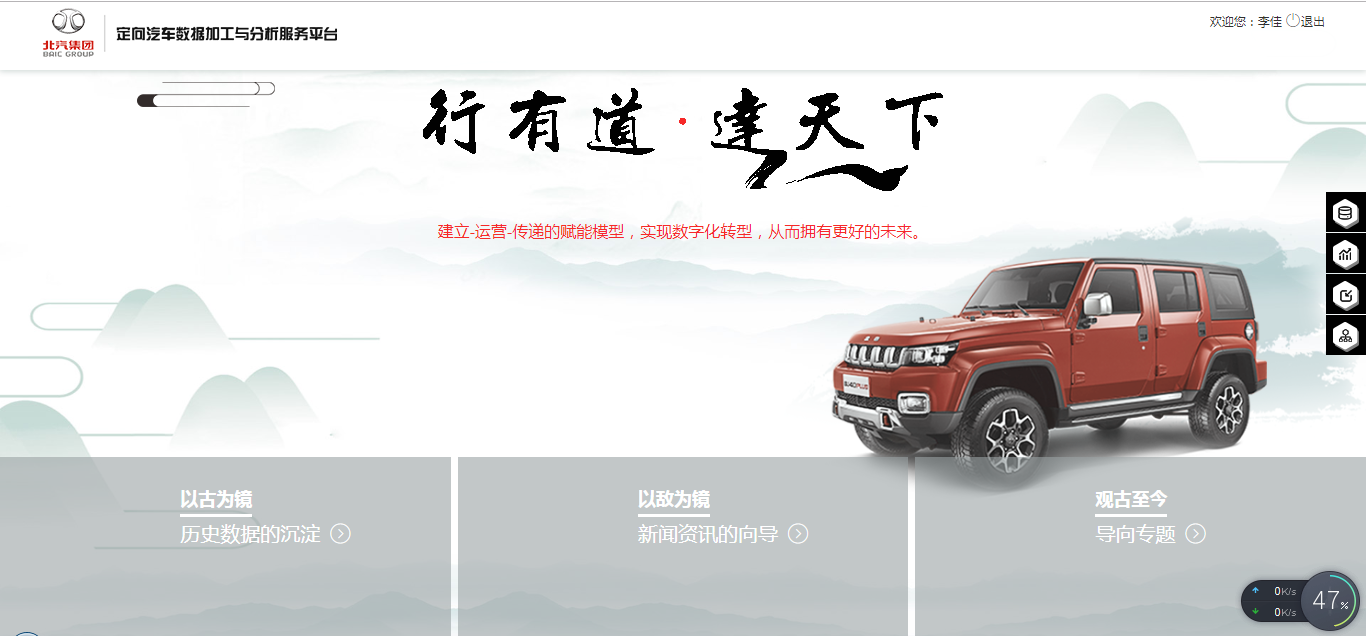 北汽集团
BAIC GROUP
定向汽车数据加工与分析服务平台
欢迎您：李佳 退出
行有道·達天下
建立-运营-传递的赋能模型，实现数字化转型，从而拥有更好的未来。
BJ40PLUS
以古为镜
历史数据的沉淀
以敌为镜
新闻资讯的向导
观古至今
导向专题
0K/s
0K/s
47%